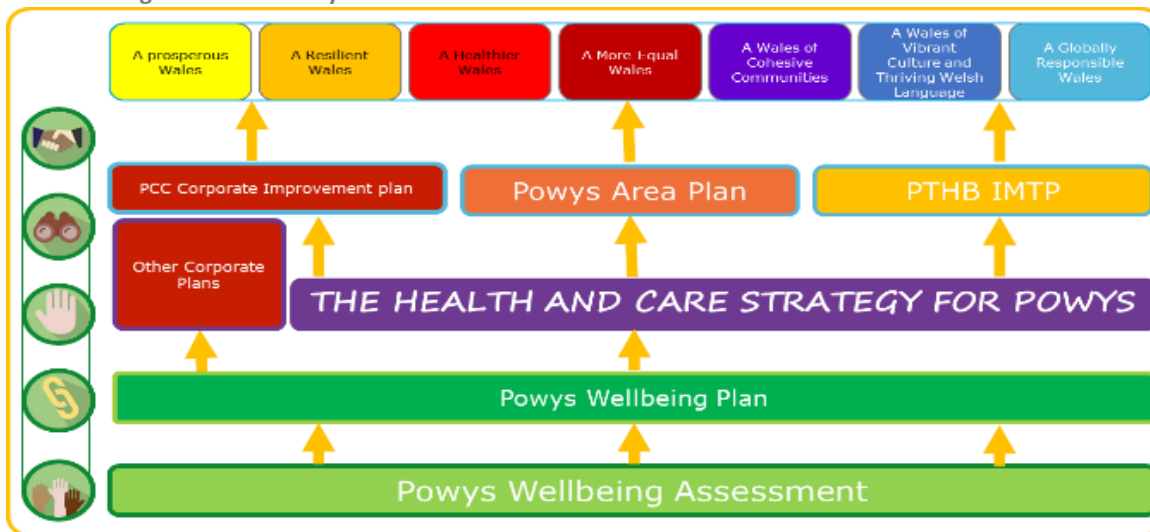 A prosperous
Wales
A Resilient
Wales
A Healthier
Wales
A More Equal
Wales
A Wales of
Cohesive
Communities
A Wales of
Vibrant
Culture and
Thriving Welsh
Language
A Globally
Responsible
Wales
PCC Corporate Improvement plan
Powys Area Plan
PTHB IMTP
Other Corporate
Plans
THE HEALTH AND CARE STRATEGY FOR POWYS
Powys Wellbeing Plan
Powys Wellbeing Assessment